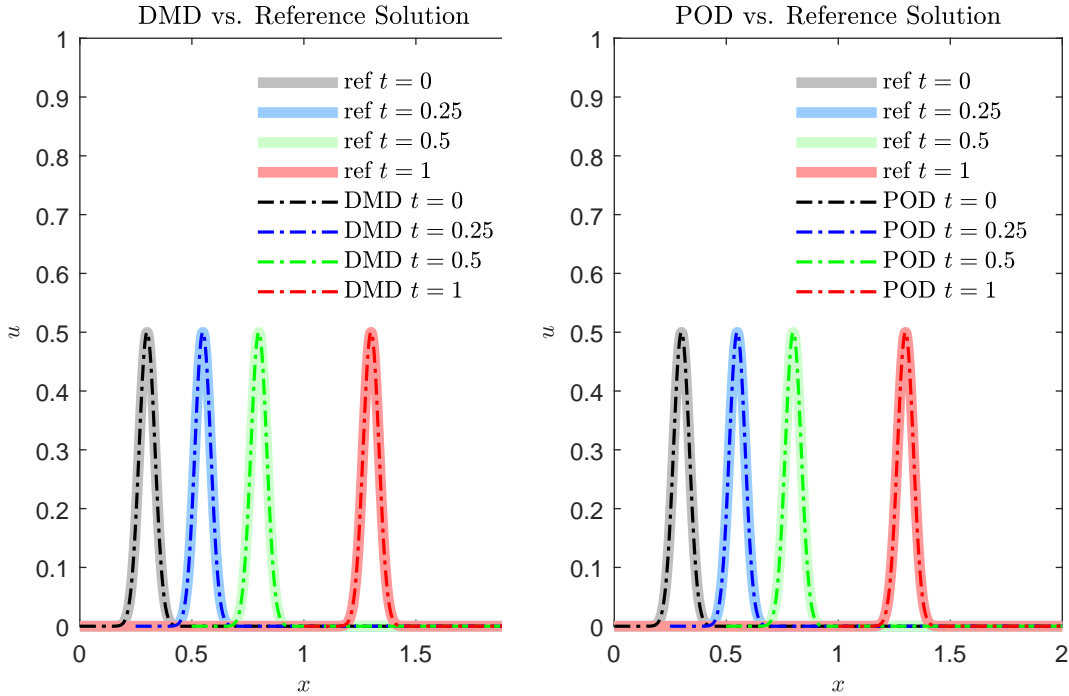 DMD vs. Reference Solution
1
0.9
0.8
0.7
0.6
0.5
0.4
0.3
0.2
0.1
0
u
ref t = 0
ref t = 0.25
ref t = 0.5
ref t = 1
DMD t = 0
DMD t = 0.25
DMD t = 0.5
DMD t = 1
0 0.5 1 1.5
x
POD vs. Reference Solution
1
0.9
0.8
0.7
0.6
0.5
0.4
0.3
0.2
0.1
0
u
ref t = 0
ref t = 0.25
ref t = 0.5
ref t = 1
POD t = 0
POD t = 0.25
POD t = 0.5
POD t = 1
0 0.5 1 1.5 2
x